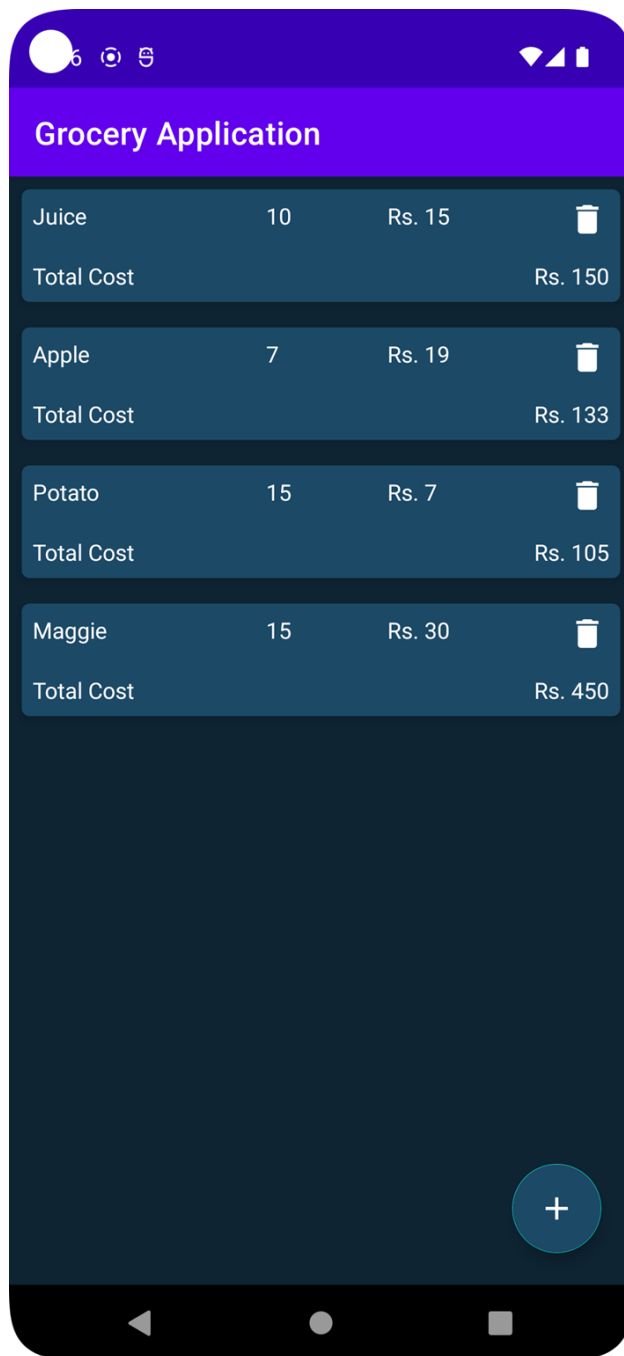 Grocery Application
Juice 10 Rs. 15
Total Cost Rs. 150
Apple 7 Rs. 19
Total Cost Rs. 133
Potato 15 Rs. 7
Total Cost Rs. 105
Maggie 15 Rs. 30
Total Cost Rs. 450